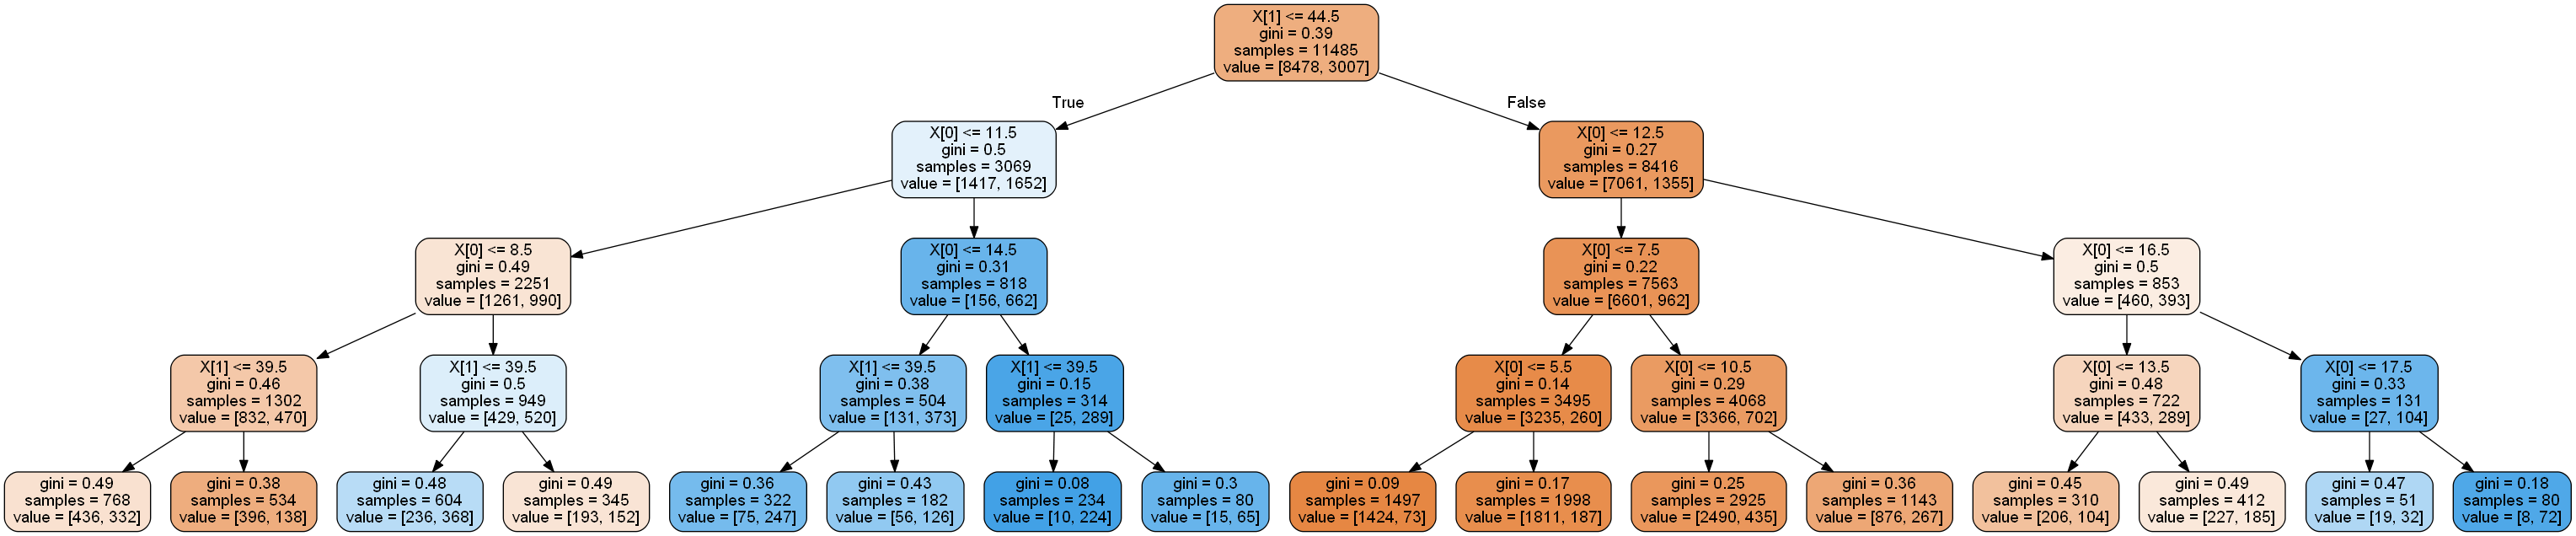 X[1] <= 44.5
gini = 0.39
samples = 11485
value = [8478, 3007]
True
False
X[0] <= 11.5
gini = 0.5
samples = 3069
value = [1417, 1652]
X[0] <= 12.5
gini = 0.27
samples = 8416
value = [7061, 1355]
X[0] <= 8.5
gini = 0.49
samples = 2251
value = [1261, 990]
X[0] <= 14.5
gini = 0.31
samples = 818
value = [156, 662]
X[0] <= 7.5
gini = 0.22
samples = 7563
value = [6601, 962]
X[0] <= 16.5
gini = 0.5
samples = 853
value = [460, 393]
X[1] <= 39.5
gini = 0.46
samples = 1302
value = [832, 470]
X[1] <= 39.5
gini = 0.5
samples = 949
value = [429, 520]
X[1] <= 39.5
gini = 0.38
samples = 504
value = [131, 373]
X[1] <= 39.5
gini = 0.15
samples = 314
value = [25, 289]
X[0] <= 5.5
gini = 0.14
samples = 3495
value = [3235, 260]
X[0] <= 10.5
gini = 0.29
samples = 4068
value = [3366, 702]
X[0] <= 13.5
gini = 0.48
samples = 722
value = [433, 289]
X[0] <= 17.5
gini = 0.33
samples = 131
value = [27, 104]
gini = 0.49
samples = 768
value = [436, 332]
gini = 0.38
samples = 534
value = [396, 138]
gini = 0.48
samples = 604
value = [236, 368]
gini = 0.49
samples = 345
value = [193, 152]
gini = 0.36
samples = 322
value = [75, 247]
gini = 0.43
samples = 182
value = [56, 126]
gini = 0.08
samples = 234
value = [10, 224]
gini = 0.3
samples = 80
value = [15, 65]
gini = 0.09
samples = 1497
value = [1424, 73]
gini = 0.17
samples = 1998
value = [1811, 187]
gini = 0.25
samples = 2925
value = [2490, 435]
gini = 0.36
samples = 1143
value = [876, 267]
gini = 0.45
samples = 310
value = [206, 104]
gini = 0.49
samples = 412
value = [227, 185]
gini = 0.47
samples = 51
value = [19, 32]
gini = 0.18
samples = 80
value = [8, 72]